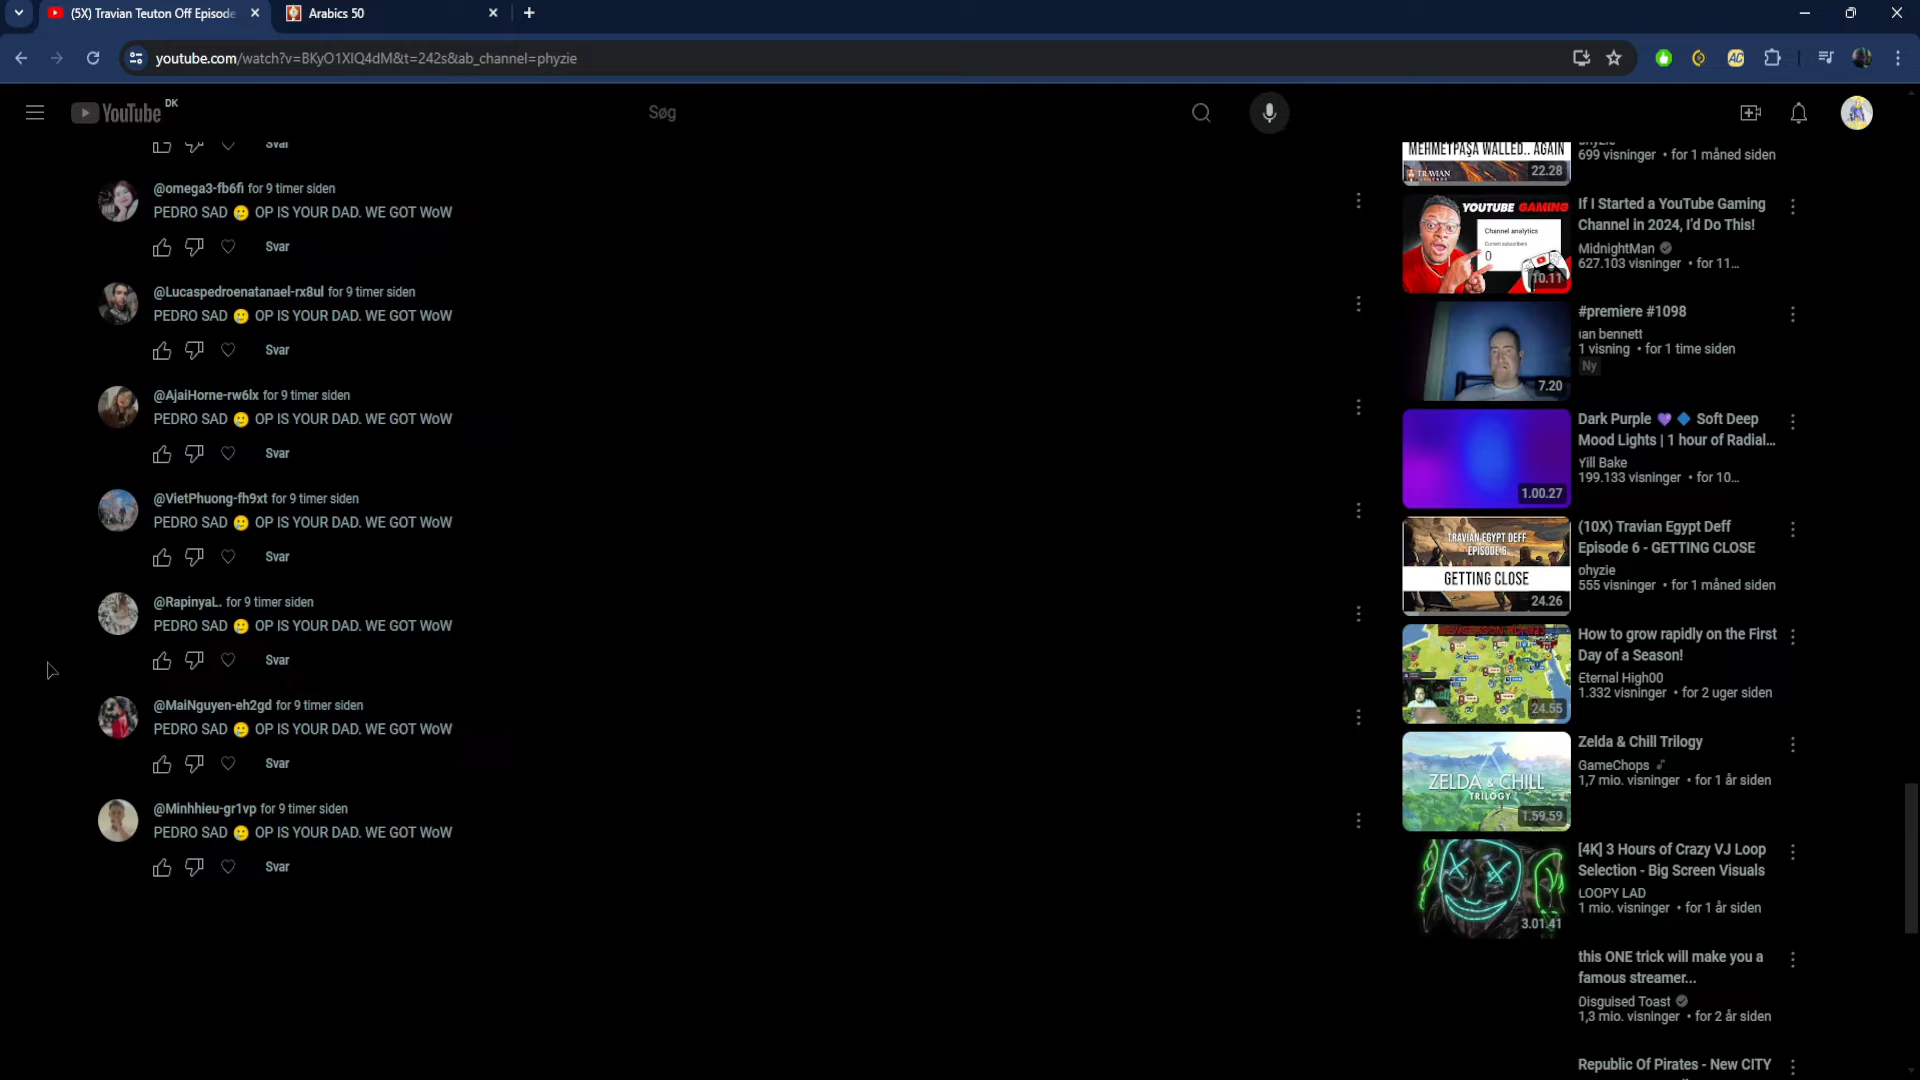 (5X) Travian Teuton Off Episode
Arabics 50
youtube.com/watch?v=BKyO1XIQ4dM&t=242s&ab_channel=phyzie
YouTube DK
Søg
Svar
@omega3-fb6fi for 9 timer siden
PEDRO SAD 🥲 OP IS YOUR DAD. WE GOT WoW
Svar
@Lucaspedroenatanael-rx8ul for 9 timer siden
PEDRO SAD 🥲 OP IS YOUR DAD. WE GOT WoW
Svar
@AjaiHorne-rw6lx for 9 timer siden
PEDRO SAD 🥲 OP IS YOUR DAD. WE GOT WoW
Svar
@VietPhuong-fh9xt for 9 timer siden
PEDRO SAD 🥲 OP IS YOUR DAD. WE GOT WoW
Svar
@RapinyaL. for 9 timer siden
PEDRO SAD 🥲 OP IS YOUR DAD. WE GOT WoW
Svar
@MaiNguyen-eh2gd for 9 timer siden
PEDRO SAD 🥲 OP IS YOUR DAD. WE GOT WoW
Svar
@Minhhieu-gr1vp for 9 timer siden
PEDRO SAD 🥲 OP IS YOUR DAD. WE GOT WoW
Svar
MEHMETPAŞA WALLED.. AGAIN
TRAVIAN
22.28
phyzie
699 visninger • for 1 måned siden
YOUTUBE GAMING
Channel analytics
Current subscribers
0
10.11
If I Started a YouTube Gaming
Channel in 2024, I'd Do This!
MidnightMan
627.103 visninger • for 11...
7.20
#premiere #1098
ian bennett
1 visning • for 1 time siden
Ny
1.00.27
Dark Purple 💜 🔷 Soft Deep
Mood Lights | 1 hour of Radial...
Yill Bake
199.133 visninger • for 10...
TRAVIAN EGYPT DEFF
EPISODE 6
GETTING CLOSE
24.26
(10X) Travian Egypt Deff
Episode 6 - GETTING CLOSE
phyzie
555 visninger • for 1 måned siden
24.55
How to grow rapidly on the First
Day of a Season!
Eternal High00
1.332 visninger • for 2 uger siden
ZELDA & CHILL
TRILOGY
1.59.59
Zelda & Chill Trilogy
GameChops
1,7 mio. visninger • for 1 år siden
3.01.41
[4K] 3 Hours of Crazy VJ Loop
Selection - Big Screen Visuals
LOOPY LAD
1 mio. visninger • for 1 år siden
this ONE trick will make you a
famous streamer...
Disguised Toast
1,3 mio. visninger • for 2 år siden
Republic Of Pirates - New CITY